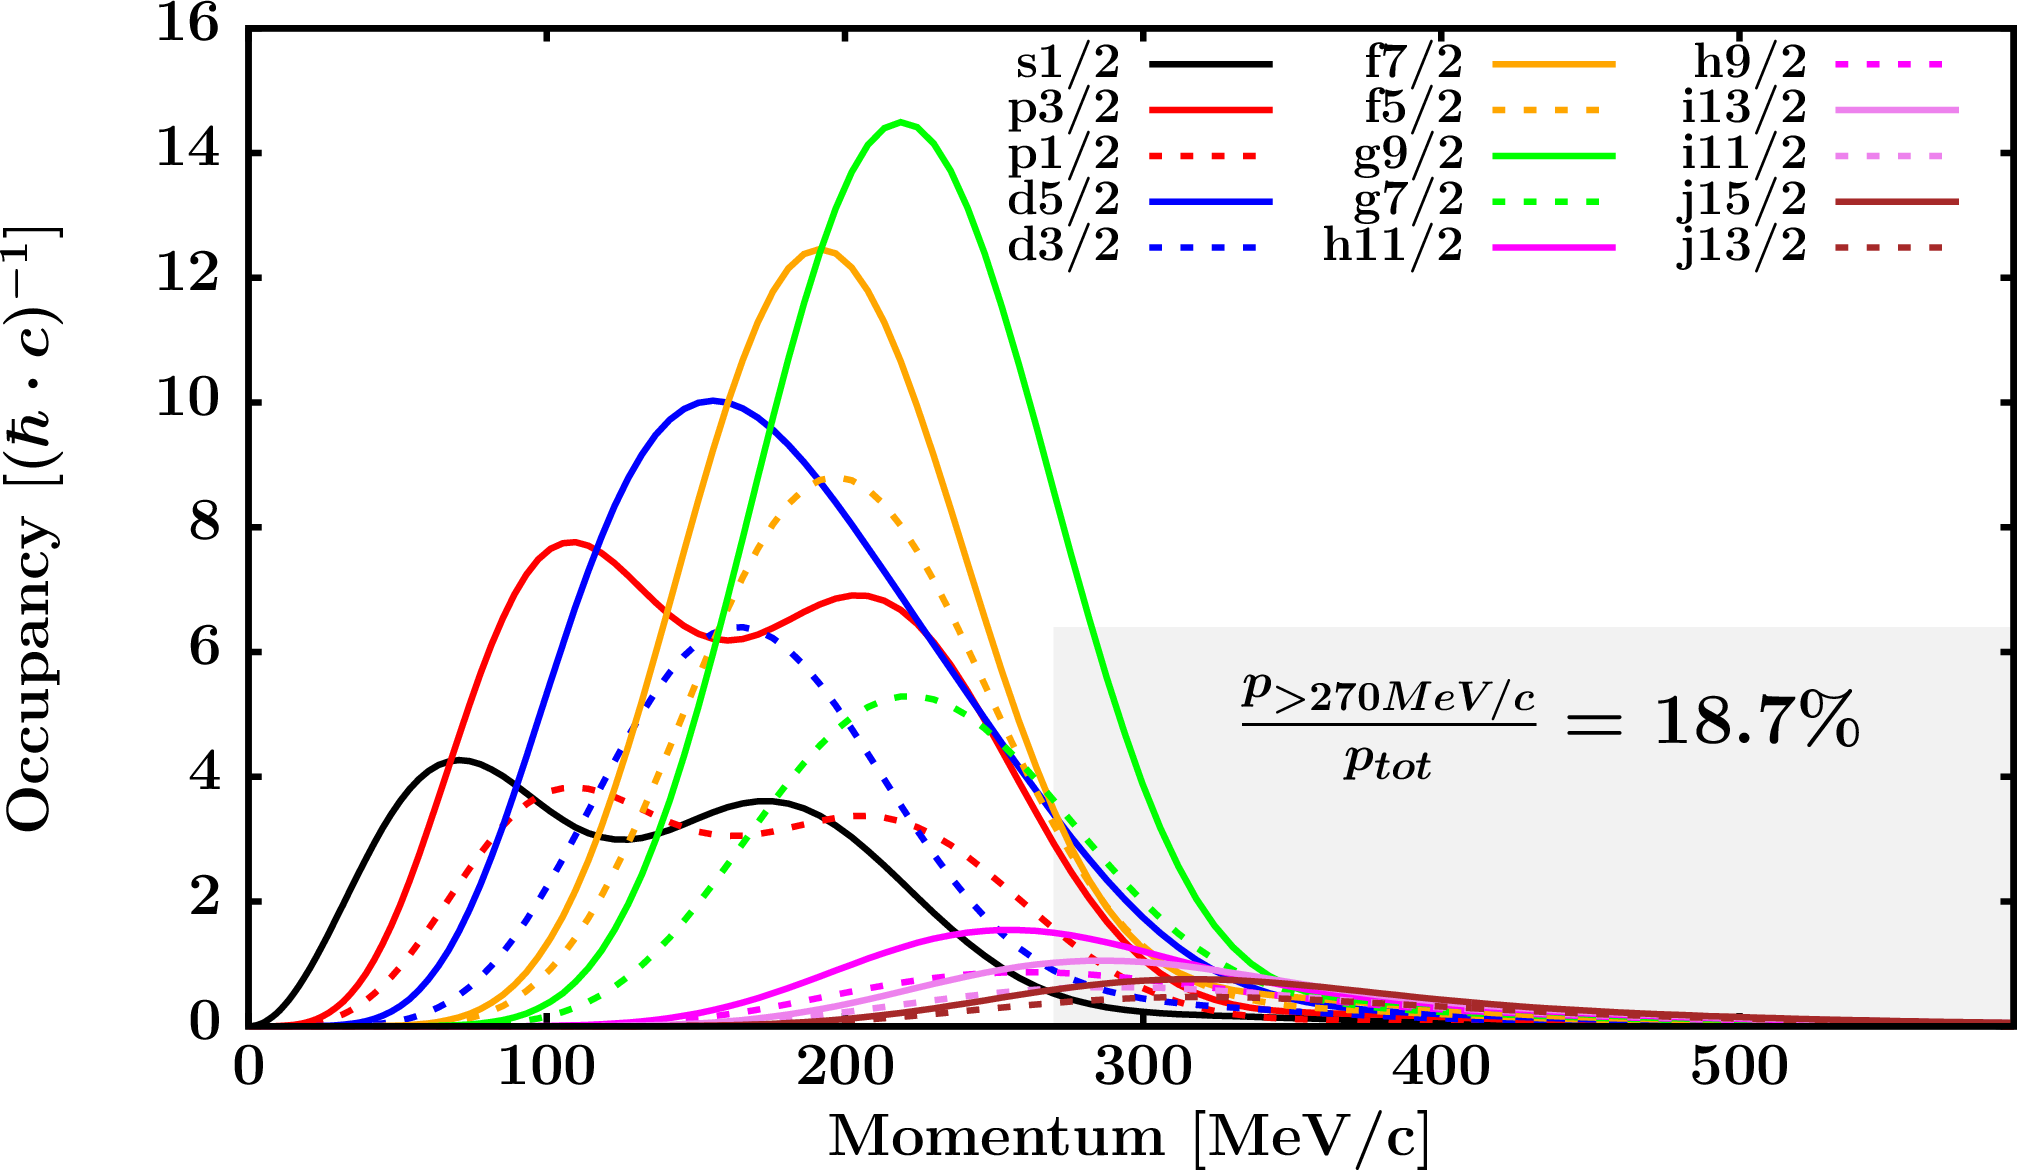 16
14
12
10
8
6
4
2
0
0 100 200 300 400 500
Occupancy [(ħ · c)⁻¹]
Momentum [MeV/c]
s1/2 f7/2 h9/2
p3/2 f5/2 i13/2
p1/2 g9/2 i11/2
d5/2 g7/2 j15/2
d3/2 h11/2 j13/2
p>270MeV/c
= 18.7%
ptot